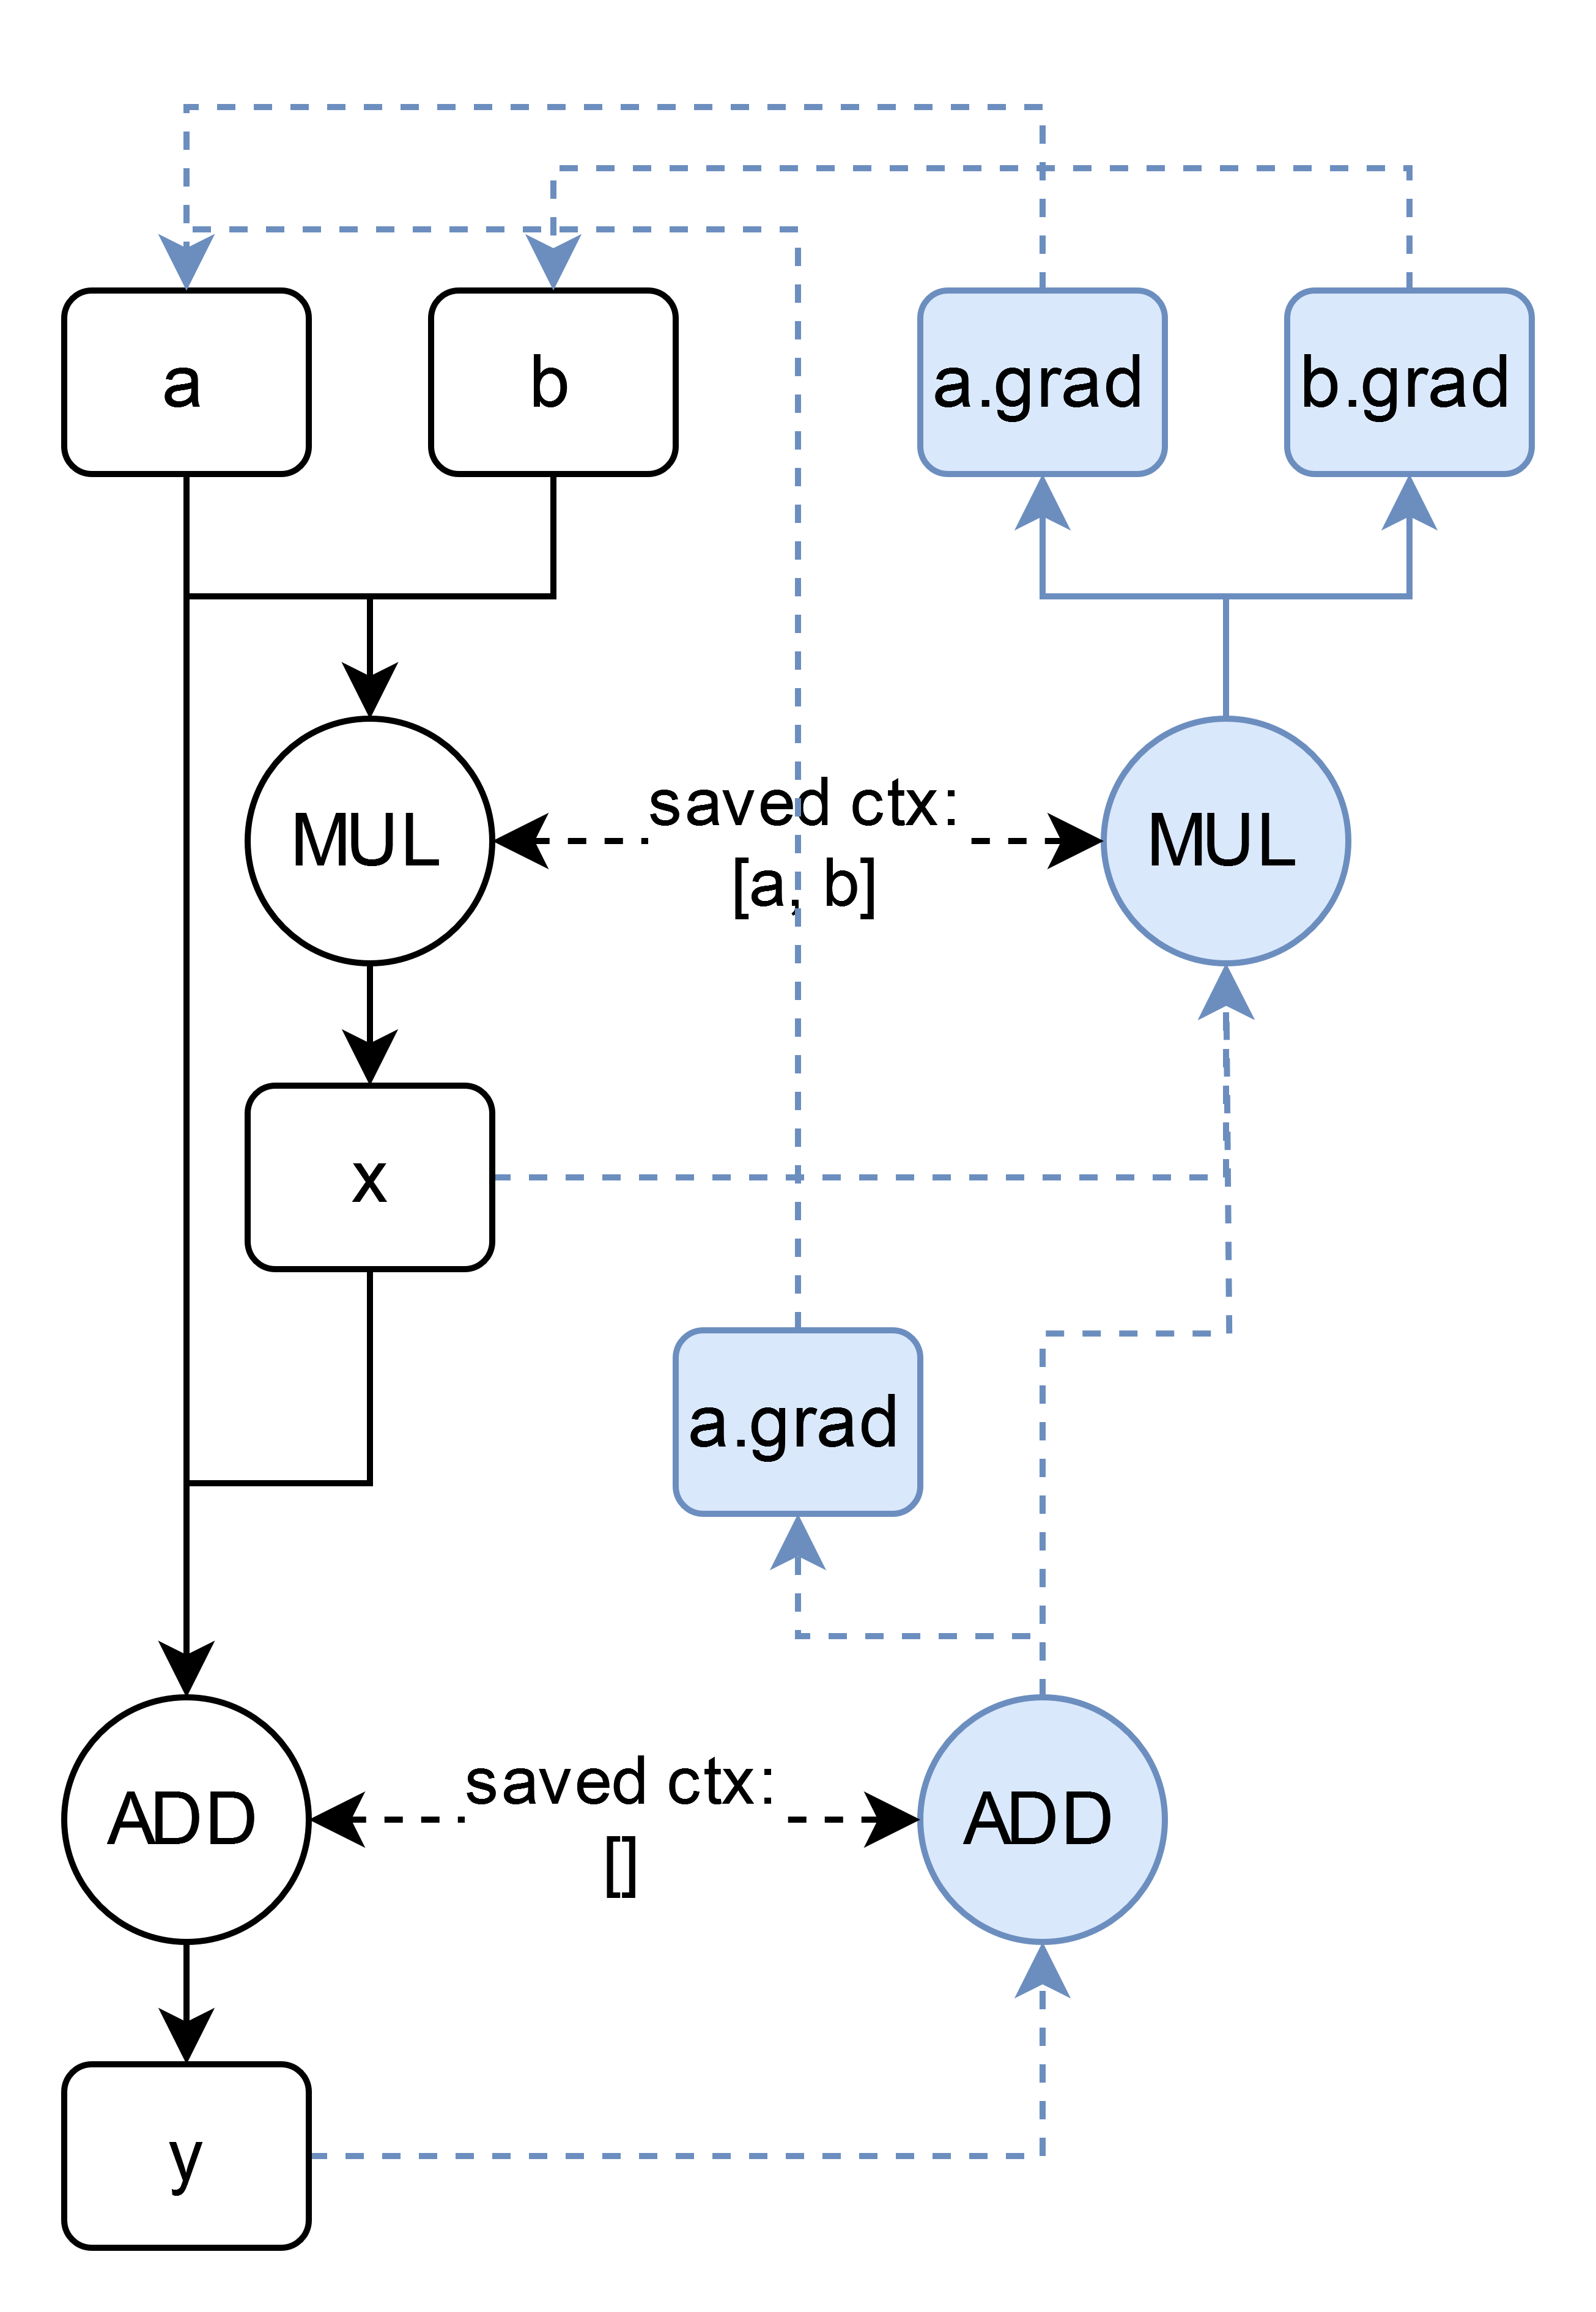 a
b
a.grad
b.grad
MUL
saved ctx:
[a, b]
MUL
x
a.grad
ADD
saved ctx:
[]
ADD
y